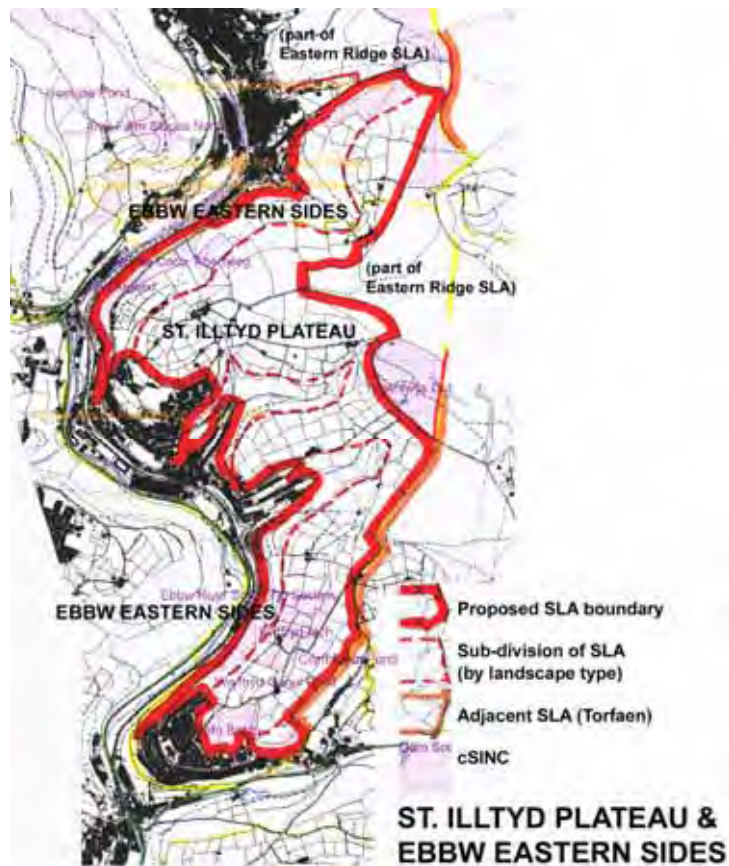 (part of
Eastern Ridge SLA)
EBBW EASTERN SIDES
(part of
Eastern Ridge SLA)
ST. ILLTYD PLATEAU
EBBW EASTERN SIDES
Proposed SLA boundary
Sub-division of SLA
(by landscape type)
Adjacent SLA (Torfaen)
cSINC
ST. ILLTYD PLATEAU &
EBBW EASTERN SIDES